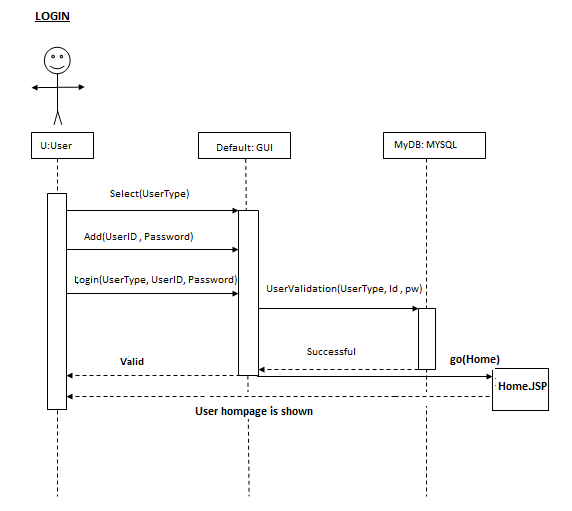 LOGIN
U:User
Default: GUI
MyDB: MYSQL
Select(UserType)
Add(UserID , Password)
Login(UserType, UserID, Password)
UserValidation(UserType, Id , pw)
Successful
go(Home)
Valid
Home.JSP
User hompage is shown